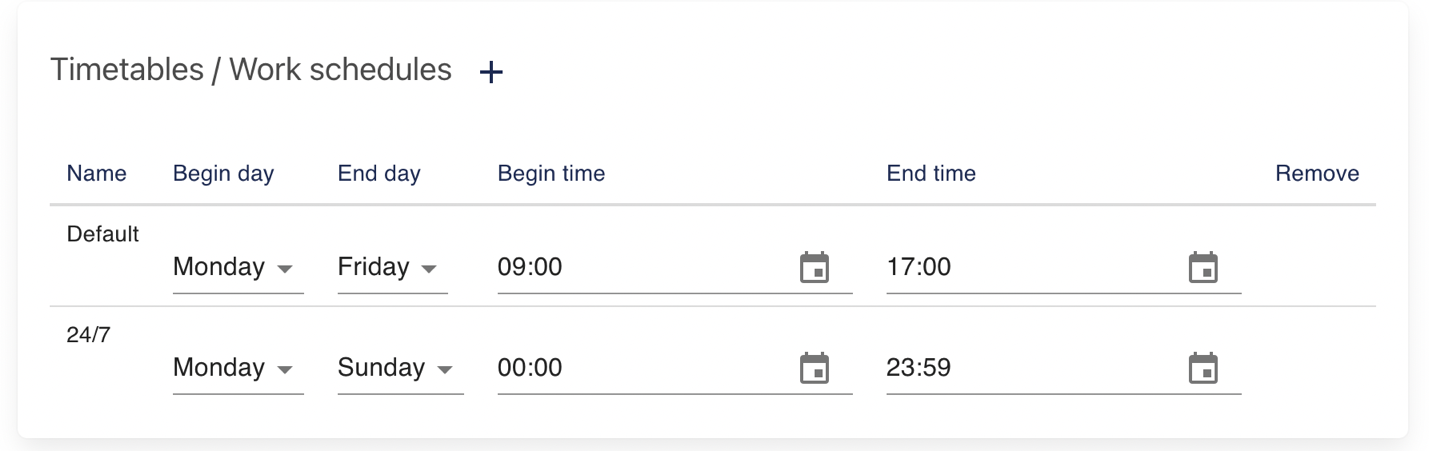 Timetables / Work schedules +
Name Begin day End day Begin time End time Remove
Default
Monday Friday 09:00 17:00
24/7
Monday Sunday 00:00 23:59